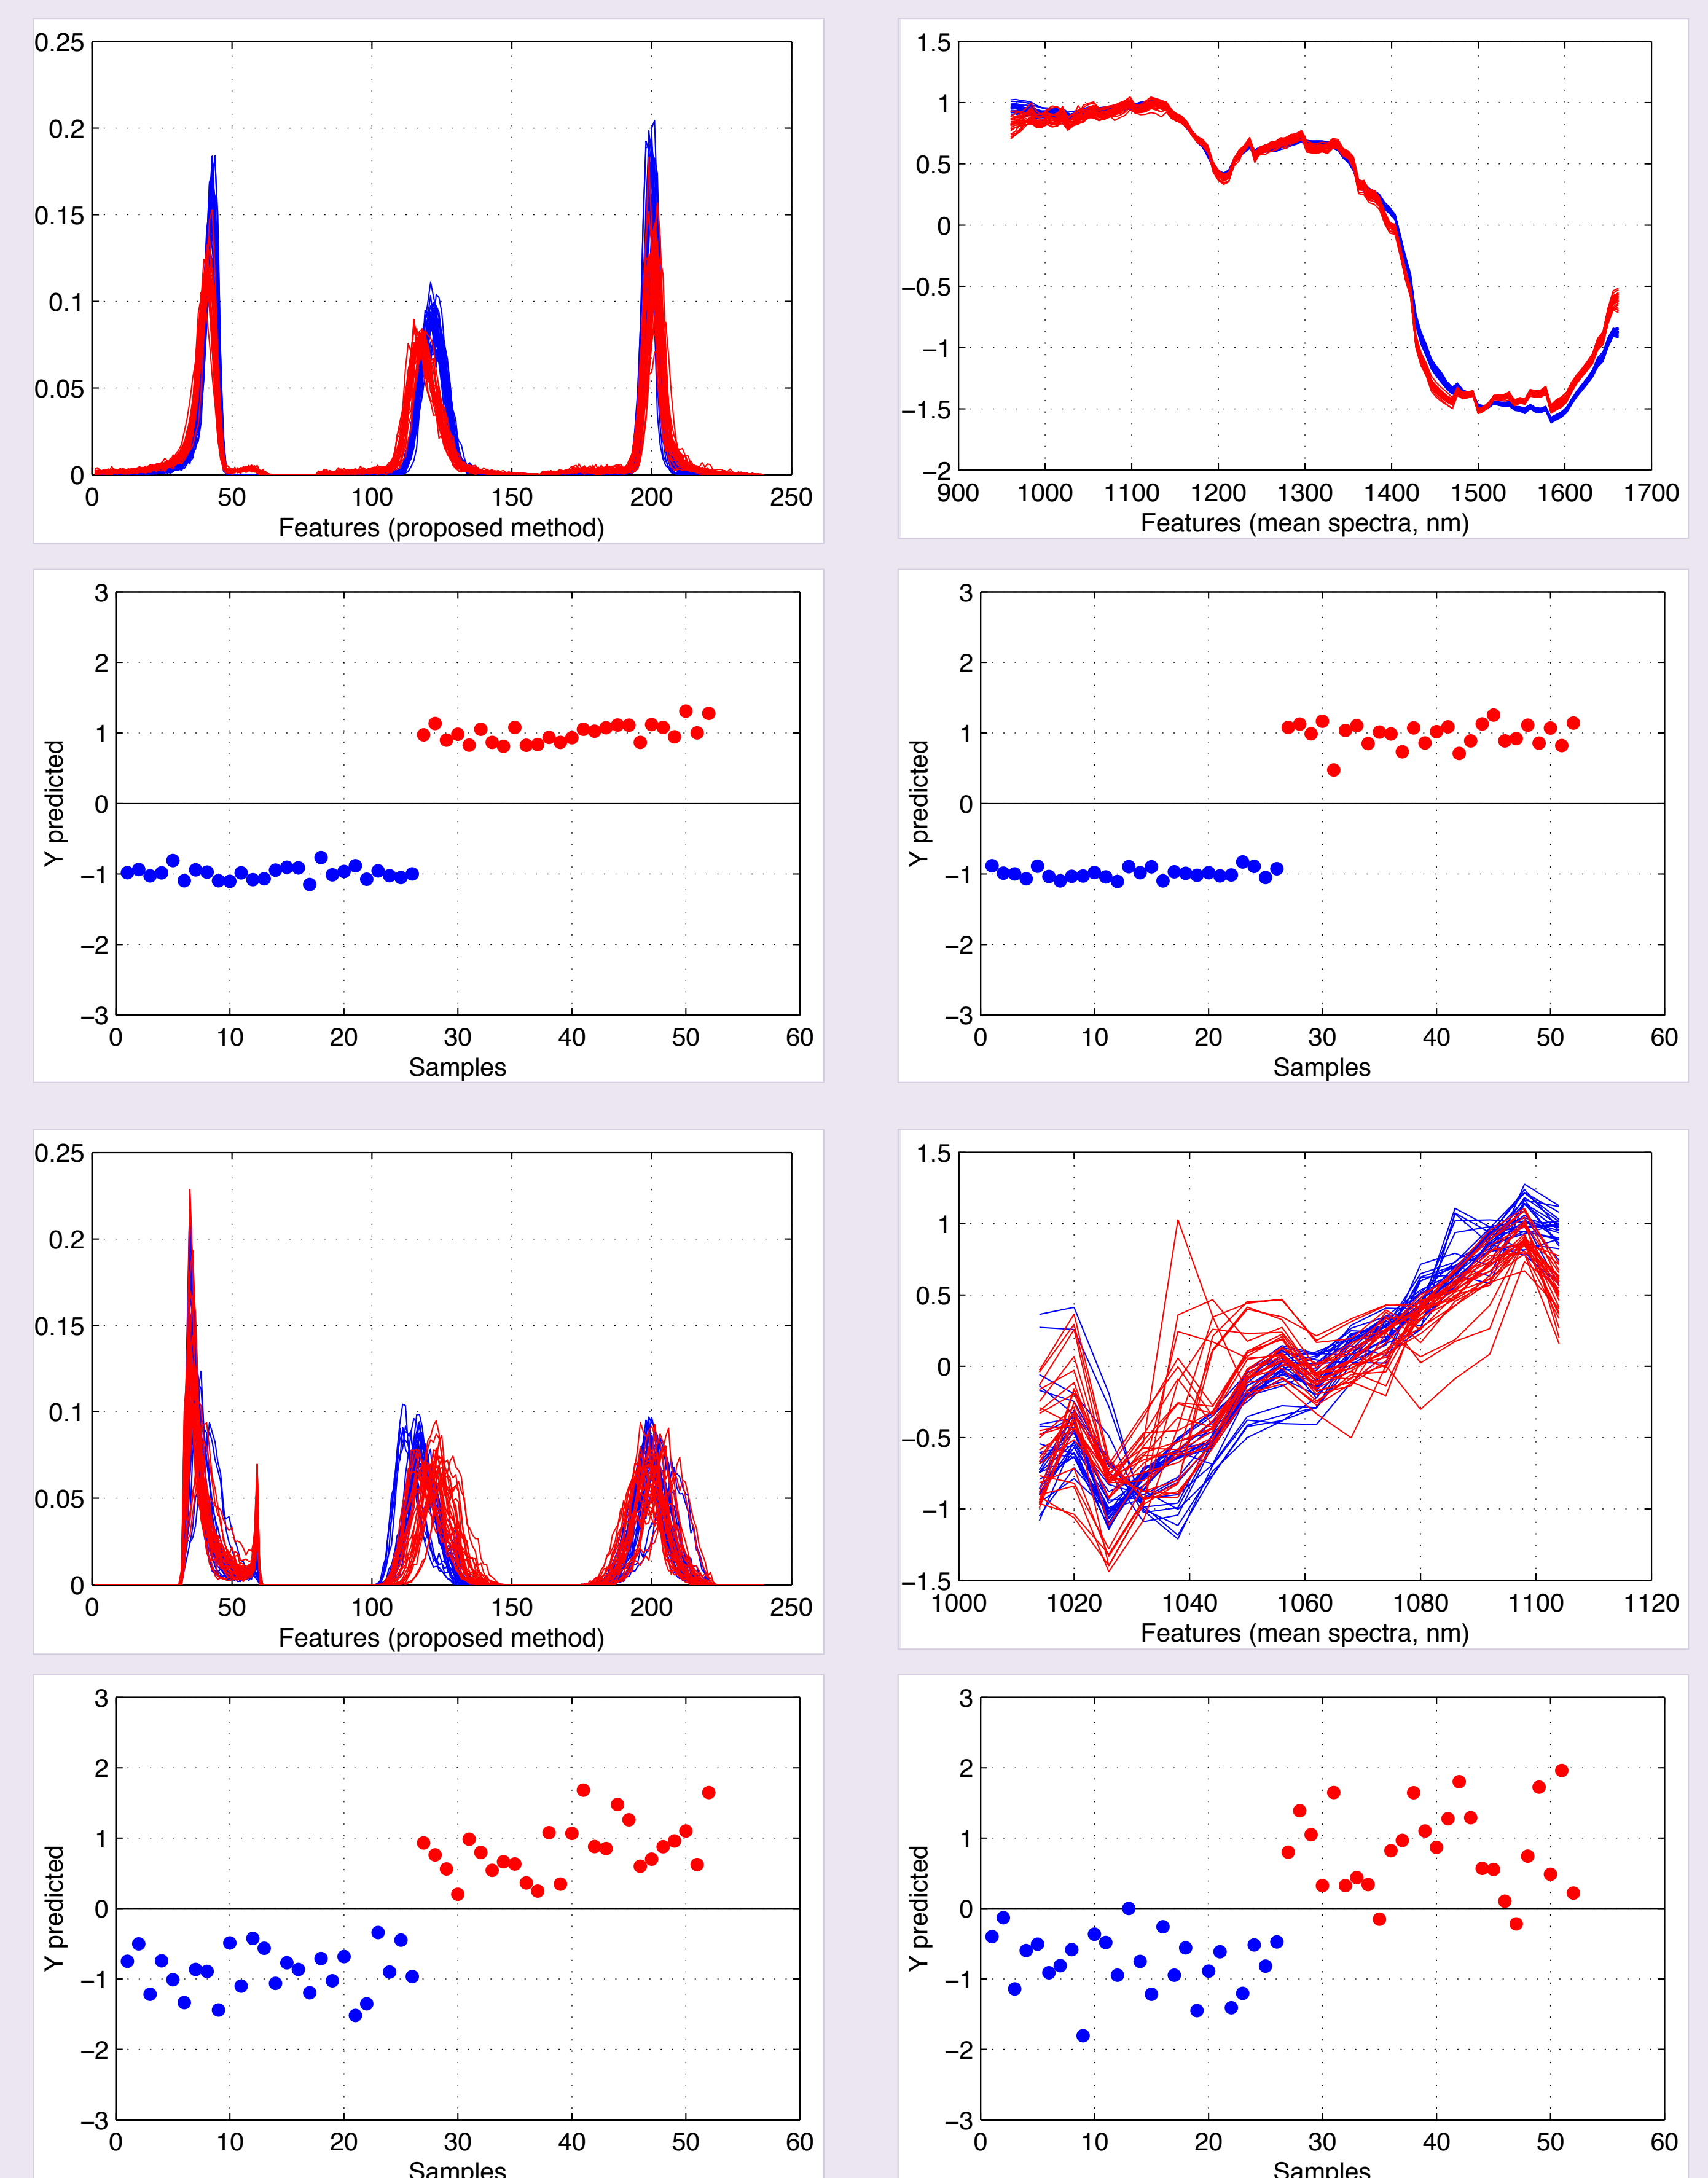 0.25
0.2
0.15
0.1
0.05
0
0 50 100 150 200 250
Features (proposed method)
1.5
1
0.5
0
−0.5
−1
−1.5
−2
900 1000 1100 1200 1300 1400 1500 1600 1700
Features (mean spectra, nm)
3
2
1
0
−1
−2
−3
Y predicted
0 10 20 30 40 50 60
Samples
3
2
1
0
−1
−2
−3
Y predicted
0 10 20 30 40 50 60
Samples
0.25
0.2
0.15
0.1
0.05
0
0 50 100 150 200 250
Features (proposed method)
1.5
1
0.5
0
−0.5
−1
−1.5
1000 1020 1040 1060 1080 1100 1120
Features (mean spectra, nm)
3
2
1
0
−1
−2
−3
Y predicted
0 10 20 30 40 50 60
Samples
3
2
1
0
−1
−2
−3
Y predicted
0 10 20 30 40 50 60
Samples